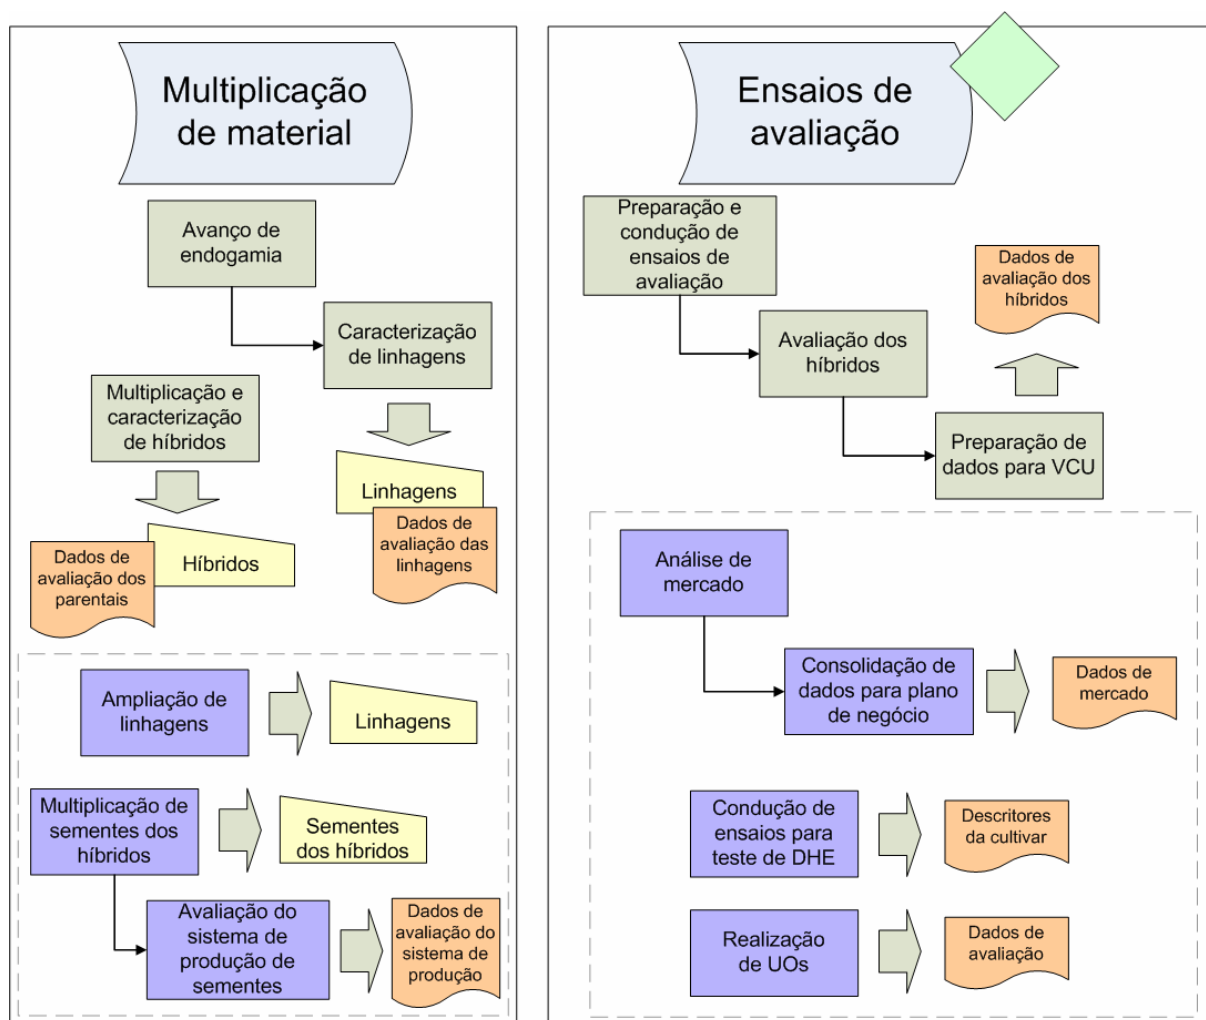 Multiplicação
de material
Avanço de
endogamia
Caracterização
de linhagens
Multiplicação e
caracterização
de híbridos
Linhagens
Dados de
avaliação das
linhagens
Híbridos
Dados de
avaliação dos
parentais
Ampliação de
linhagens
Linhagens
Multiplicação de
sementes dos
híbridos
Sementes
dos híbridos
Avaliação do
sistema de
produção de
sementes
Dados de
avaliação do
sistema de
produção
Ensaios de
avaliação
Preparação e
condução de
ensaios de
avaliação
Dados de
avaliação dos
híbridos
Avaliação dos
híbridos
Preparação de
dados para VCU
Análise de
mercado
Consolidação de
dados para plano
de negócio
Dados de
mercado
Condução de
ensaios para
teste de DHE
Descritores
da cultivar
Realização
de UOs
Dados de
avaliação